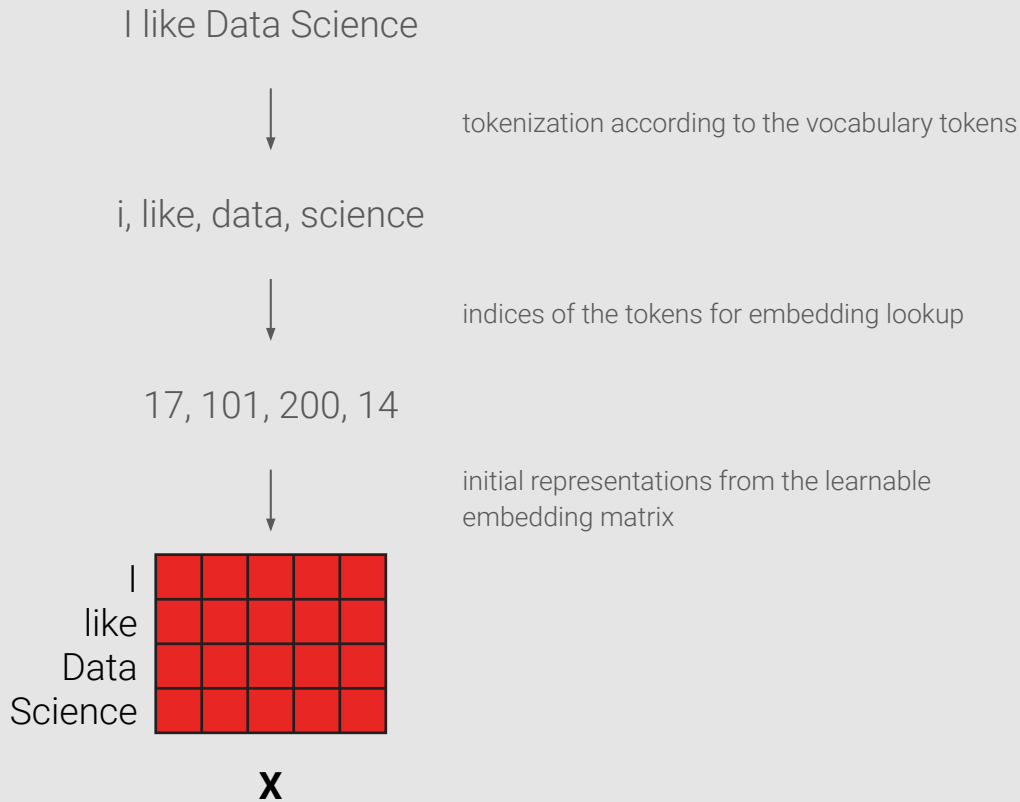 I like Data Science
tokenization according to the vocabulary tokens
i, like, data, science
indices of the tokens for embedding lookup
17, 101, 200, 14
initial representations from the learnable
embedding matrix
I
like
Data
Science
X